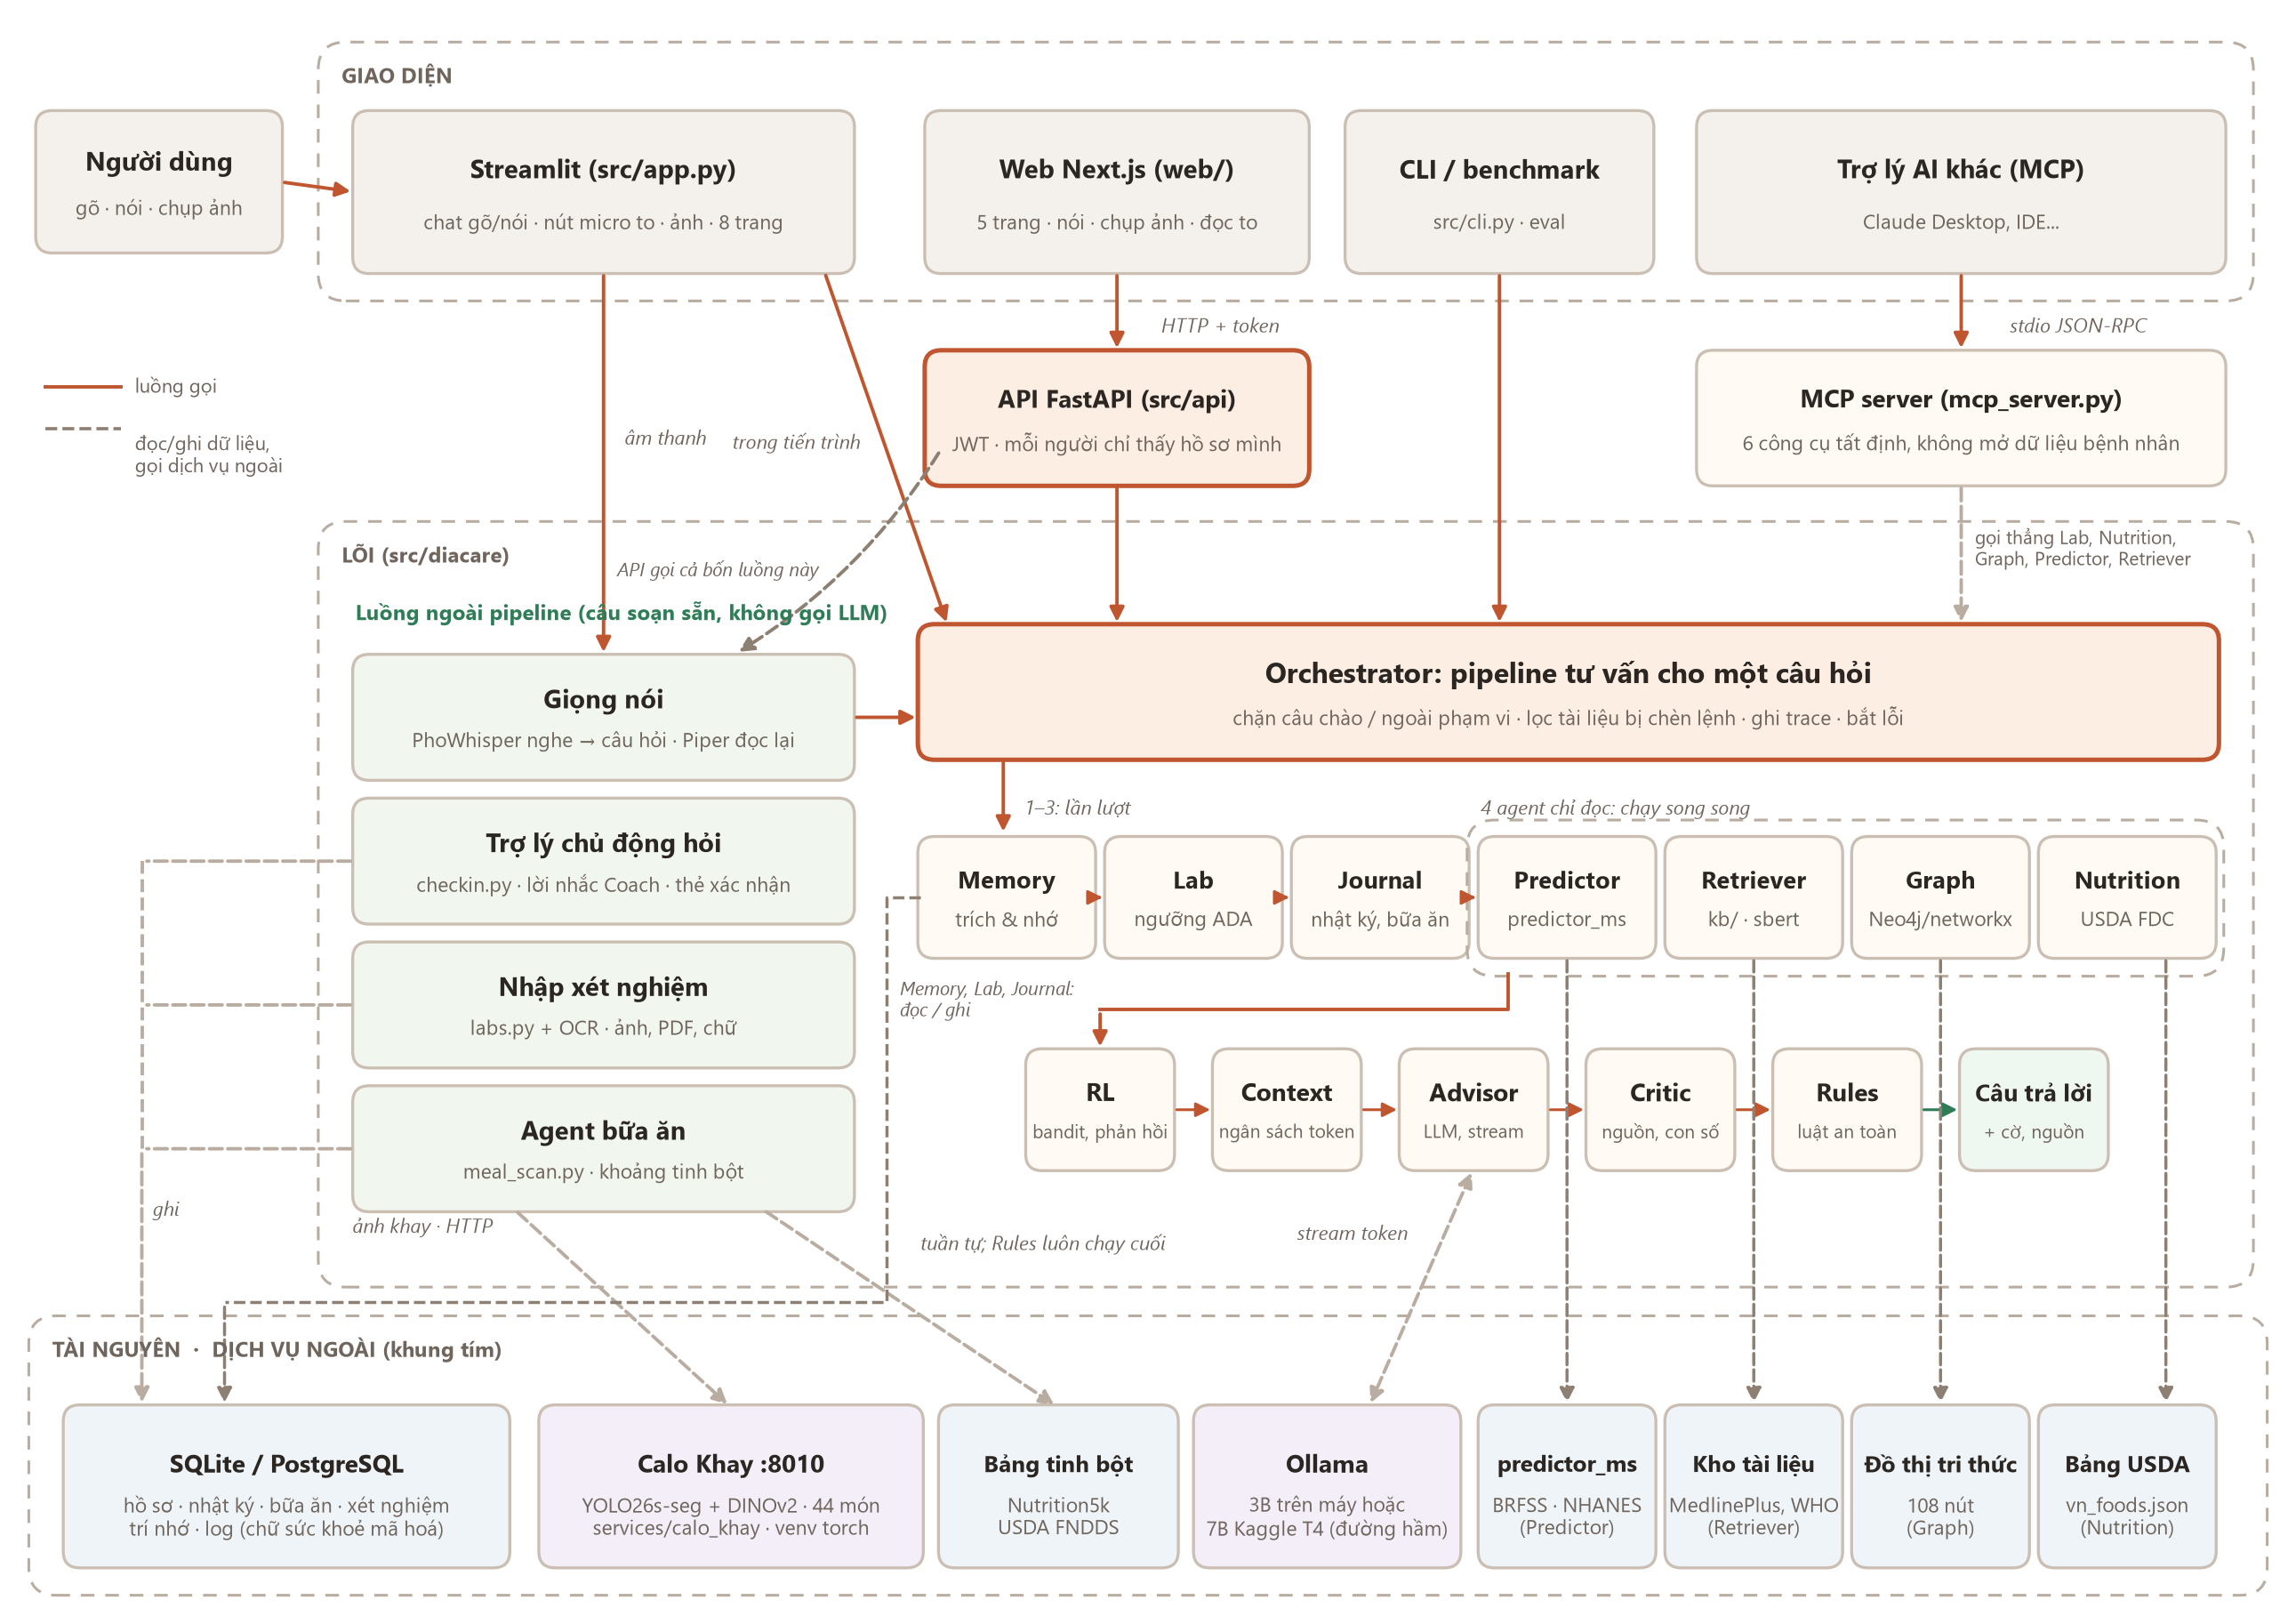 GIAO DIỆN
Người dùng
gõ · nói · chụp ảnh
Streamlit (src/app.py)
chat gõ/nói · nút micro to · ảnh · 8 trang
Web Next.js (web/)
5 trang · nói · chụp ảnh · đọc to
CLI / benchmark
src/cli.py · eval
Trợ lý AI khác (MCP)
Claude Desktop, IDE...
HTTP + token
stdio JSON-RPC
luồng gọi
đọc/ghi dữ liệu,
gọi dịch vụ ngoài
âm thanh
trong tiến trình
API FastAPI (src/api)
JWT · mỗi người chỉ thấy hồ sơ mình
MCP server (mcp_server.py)
6 công cụ tất định, không mở dữ liệu bệnh nhân
LÕI (src/diacare)
API gọi cả bốn luồng này
gọi thẳng Lab, Nutrition,
Graph, Predictor, Retriever
Luồng ngoài pipeline (câu soạn sẵn, không gọi LLM)
Giọng nói
PhoWhisper nghe → câu hỏi · Piper đọc lại
Orchestrator: pipeline tư vấn cho một câu hỏi
chặn câu chào / ngoài phạm vi · lọc tài liệu bị chèn lệnh · ghi trace · bắt lỗi
Trợ lý chủ động hỏi
checkin.py · lời nhắc Coach · thẻ xác nhận
1–3: lần lượt
4 agent chỉ đọc: chạy song song
Memory
trích & nhớ
Lab
ngưỡng ADA
Journal
nhật ký, bữa ăn
Predictor
predictor_ms
Retriever
kb/ · sbert
Graph
Neo4j/networkx
Nutrition
USDA FDC
Nhập xét nghiệm
labs.py + OCR · ảnh, PDF, chữ
Memory, Lab, Journal:
đọc / ghi
Agent bữa ăn
meal_scan.py · khoảng tinh bột
RL
bandit, phản hồi
Context
ngân sách token
Advisor
LLM, stream
Critic
nguồn, con số
Rules
luật an toàn
Câu trả lời
+ cờ, nguồn
ghi
ảnh khay · HTTP
tuần tự; Rules luôn chạy cuối
stream token
TÀI NGUYÊN · DỊCH VỤ NGOÀI (khung tím)
SQLite / PostgreSQL
hồ sơ · nhật ký · bữa ăn · xét nghiệm
trí nhớ · log (chữ sức khoẻ mã hoá)
Calo Khay :8010
YOLO26s-seg + DINOv2 · 44 món
services/calo_khay · venv torch
Bảng tinh bột
Nutrition5k
USDA FNDDS
Ollama
3B trên máy hoặc
7B Kaggle T4 (đường hầm)
predictor_ms
BRFSS · NHANES
(Predictor)
Kho tài liệu
MedlinePlus, WHO
(Retriever)
Đồ thị tri thức
108 nút
(Graph)
Bảng USDA
vn_foods.json
(Nutrition)